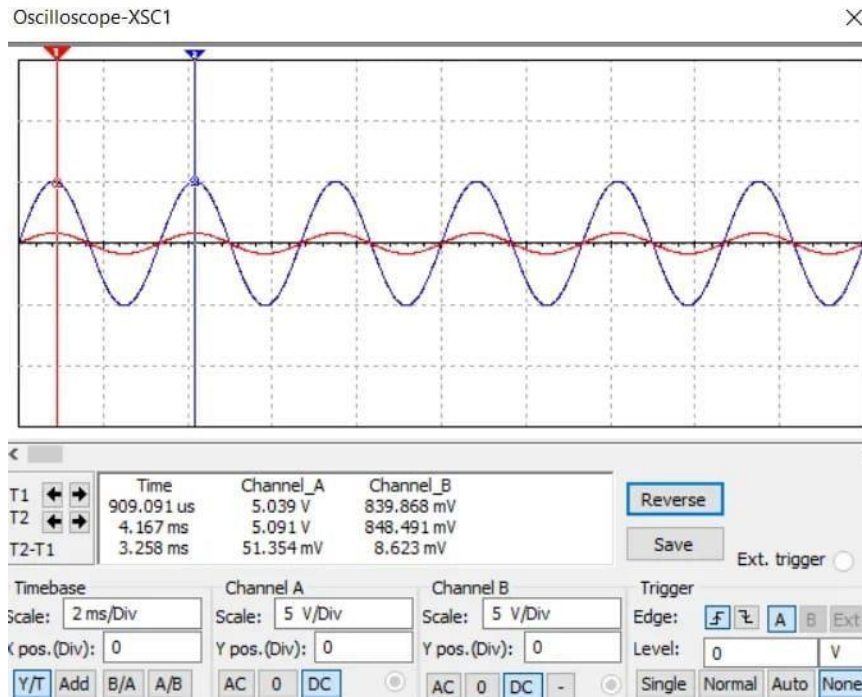 Oscilloscope-XSC1
1
2
Time Channel_A Channel_B
T1 909.091 us 5.039 V 839.868 mV
T2 4.167 ms 5.091 V 848.491 mV
T2-T1 3.258 ms 51.354 mV 8.623 mV
Reverse
Save
Ext. trigger
Timebase
Scale: 2 ms/Div
X pos.(Div): 0
Y/T Add B/A A/B
Channel A
Scale: 5 V/Div
Y pos.(Div): 0
AC 0 DC
Channel B
Scale: 5 V/Div
Y pos.(Div): 0
AC 0 DC -
Trigger
Edge: A B Ext
Level: 0 V
Single Normal Auto None